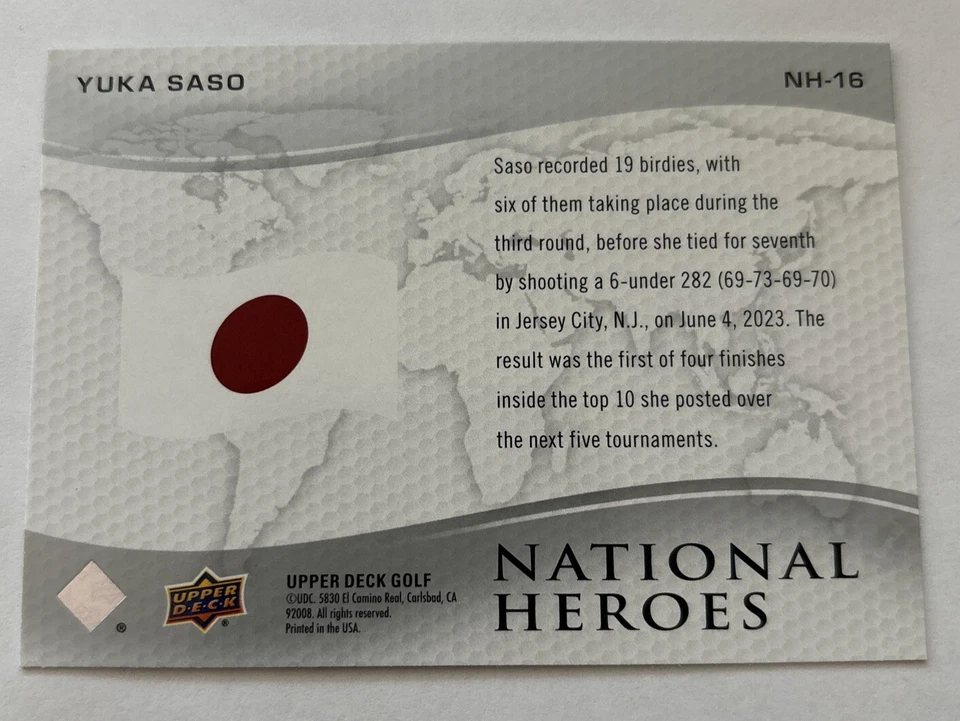 YUKA SASO
NH-16
Saso recorded 19 birdies, with
six of them taking place during the
third round, before she tied for seventh
by shooting a 6-under 282 (69-73-69-70)
in Jersey City, N.J., on June 4, 2023. The
result was the first of four finishes
inside the top 10 she posted over
the next five tournaments.
NATIONAL
HEROES
®
UPPER
D·E·C·K
®
UPPER DECK GOLF
©UDC. 5830 El Camino Real, Carlsbad, CA
92008. All rights reserved.
Printed in the USA.